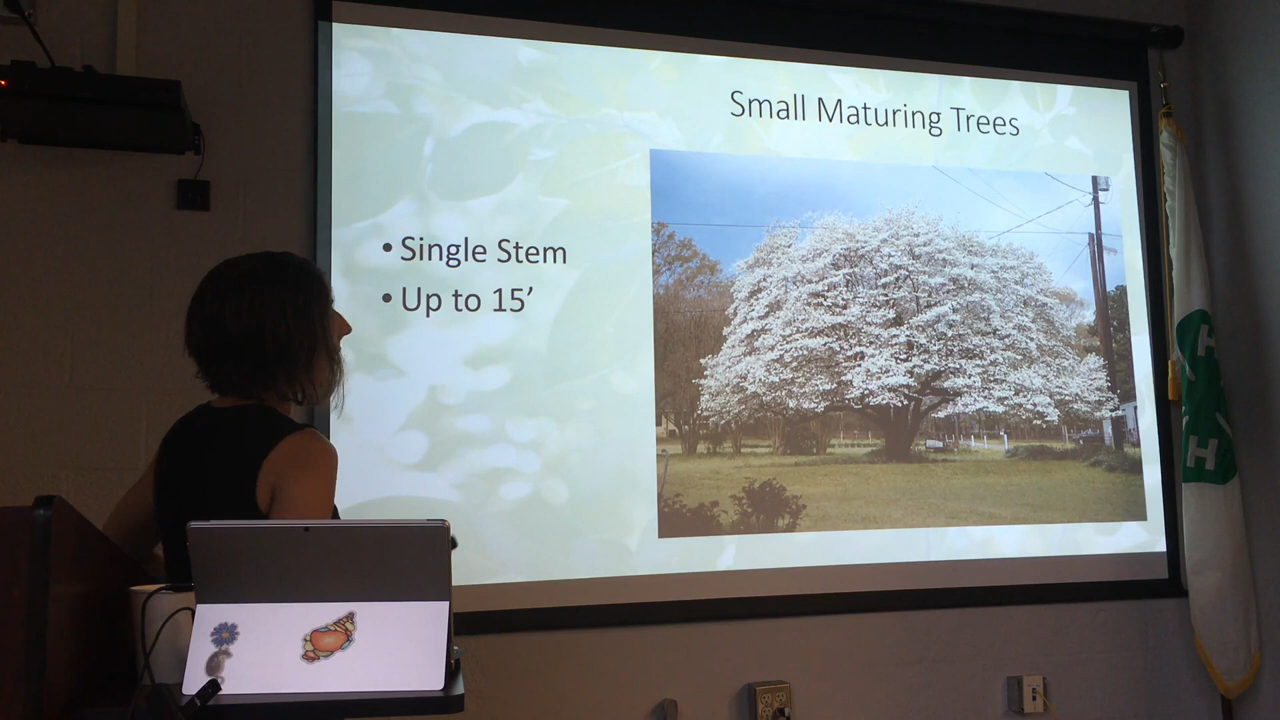 Small Maturing Trees
• Single Stem
• Up to 15’
H
H